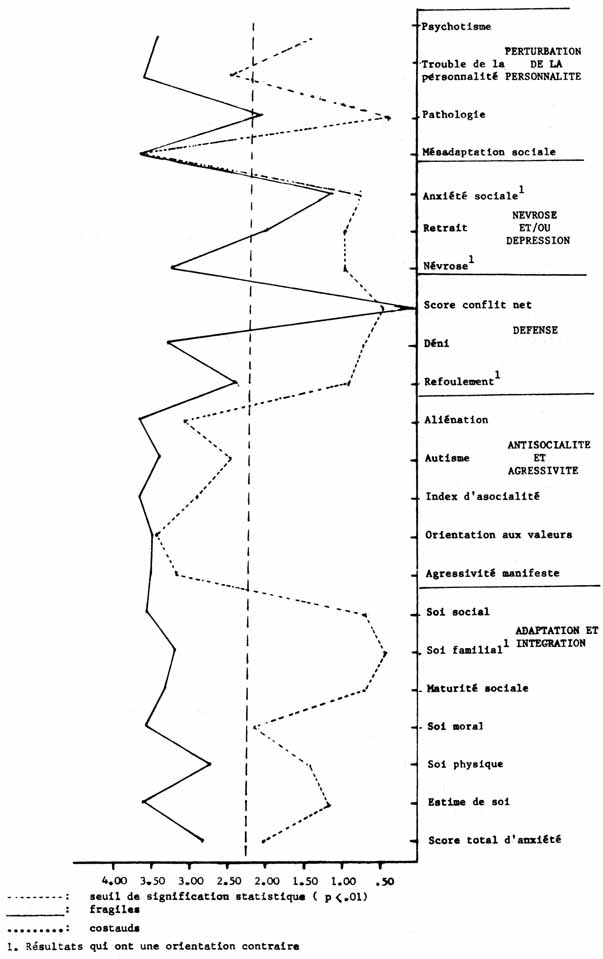 Psychotisme
PERTURBATION
Trouble de la DE LA
personnalité PERSONNALITE
Pathologie
Mésadaptation sociale
Anxiété sociale1
NEVROSE
Retrait ET/OU
DEPRESSION
Névrose1
Score conflit net
DEFENSE
Déni
Refoulement1
Aliénation
ANTISOCIALITE
Autisme ET
AGRESSIVITE
Index d'asocialité
Orientation aux valeurs
Agressivité manifeste
Soi social
ADAPTATION ET
Soi familial1 INTEGRATION
Maturité sociale
Soi moral
Soi physique
Estime de soi
Score total d'anxiété
4.00 3.50 3.00 2.50 2.00 1.50 1.00 .50
: seuil de signification statistique ( p <.01)
: fragiles
: costauds
1. Résultats qui ont une orientation contraire